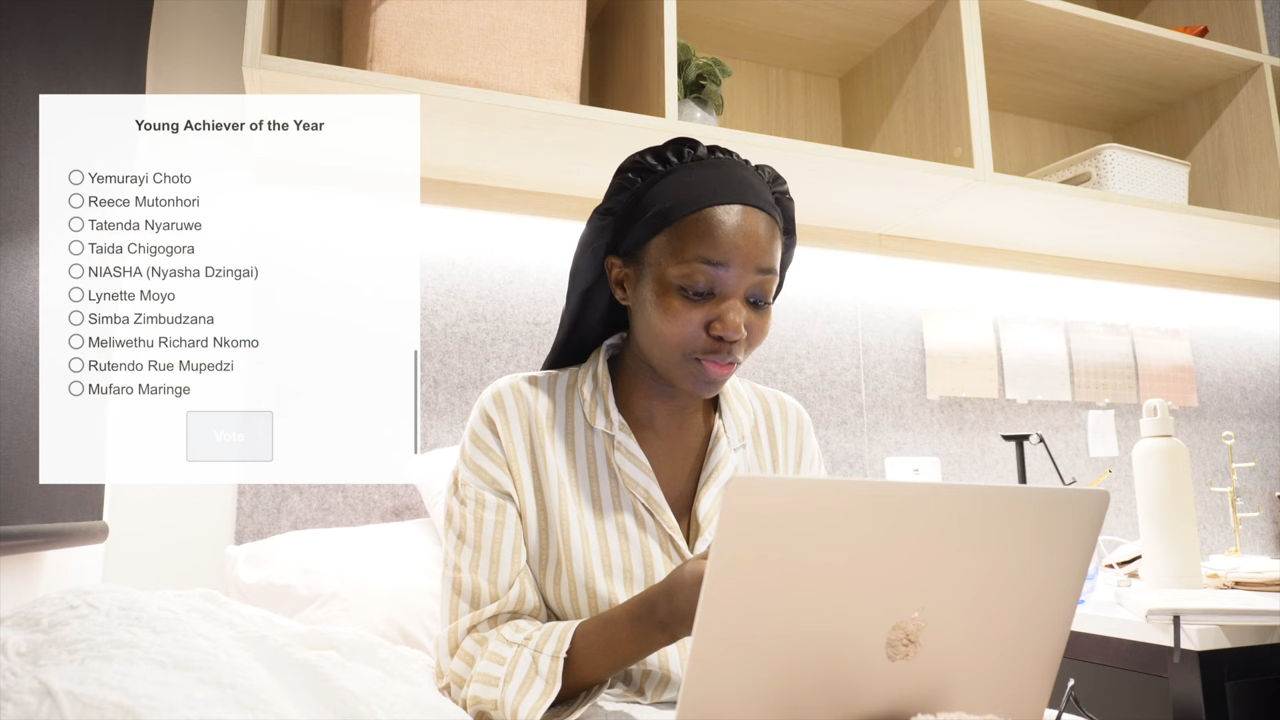 Young Achiever of the Year
Yemurayi Choto
Reece Mutonhori
Tatenda Nyaruwe
Taida Chigogora
NIASHA (Nyasha Dzingai)
Lynette Moyo
Simba Zimbudzana
Meliwethu Richard Nkomo
Rutendo Rue Mupedzi
Mufaro Maringe
Vote